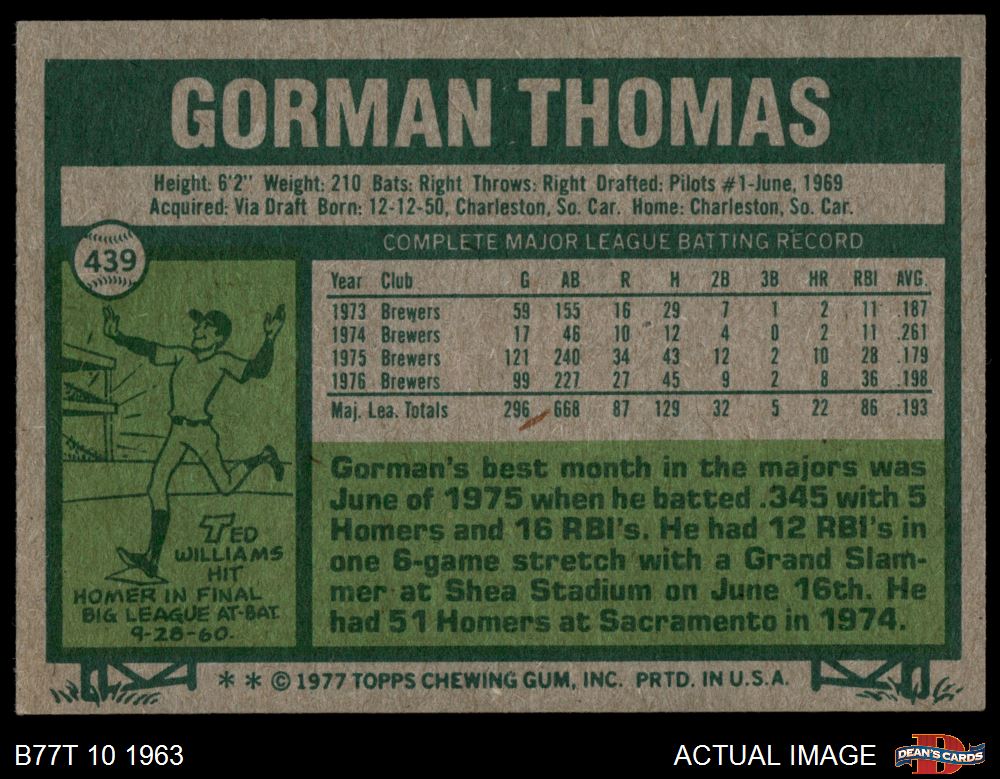 GORMAN THOMAS
Height: 6'2" Weight: 210 Bats: Right Throws: Right Drafted: Pilots #1-June, 1969
Acquired: Via Draft Born: 12-12-50, Charleston, So. Car. Home: Charleston, So. Car.
439
COMPLETE MAJOR LEAGUE BATTING RECORD
Year Club G AB R H 2B 3B HR RBI AVG.
1973 Brewers 59 155 16 29 7 1 2 11 .187
1974 Brewers 17 46 10 12 4 0 2 11 .261
1975 Brewers 121 240 34 43 12 2 10 28 .179
1976 Brewers 99 227 27 45 9 2 8 36 .198
Maj. Lea. Totals 296 668 87 129 32 5 22 86 .193
TED
WILLIAMS
HIT
HOMER IN FINAL
BIG LEAGUE AT-BAT.
9-28-60.
Gorman's best month in the majors was
June of 1975 when he batted .345 with 5
Homers and 16 RBI's. He had 12 RBI's in
one 6-game stretch with a Grand Slam-
mer at Shea Stadium on June 16th. He
had 51 Homers at Sacramento in 1974.
* * © 1977 TOPPS CHEWING GUM, INC. PRTD. IN U.S.A.
B77T 10 1963
ACTUAL IMAGE
DEAN'S CARDS